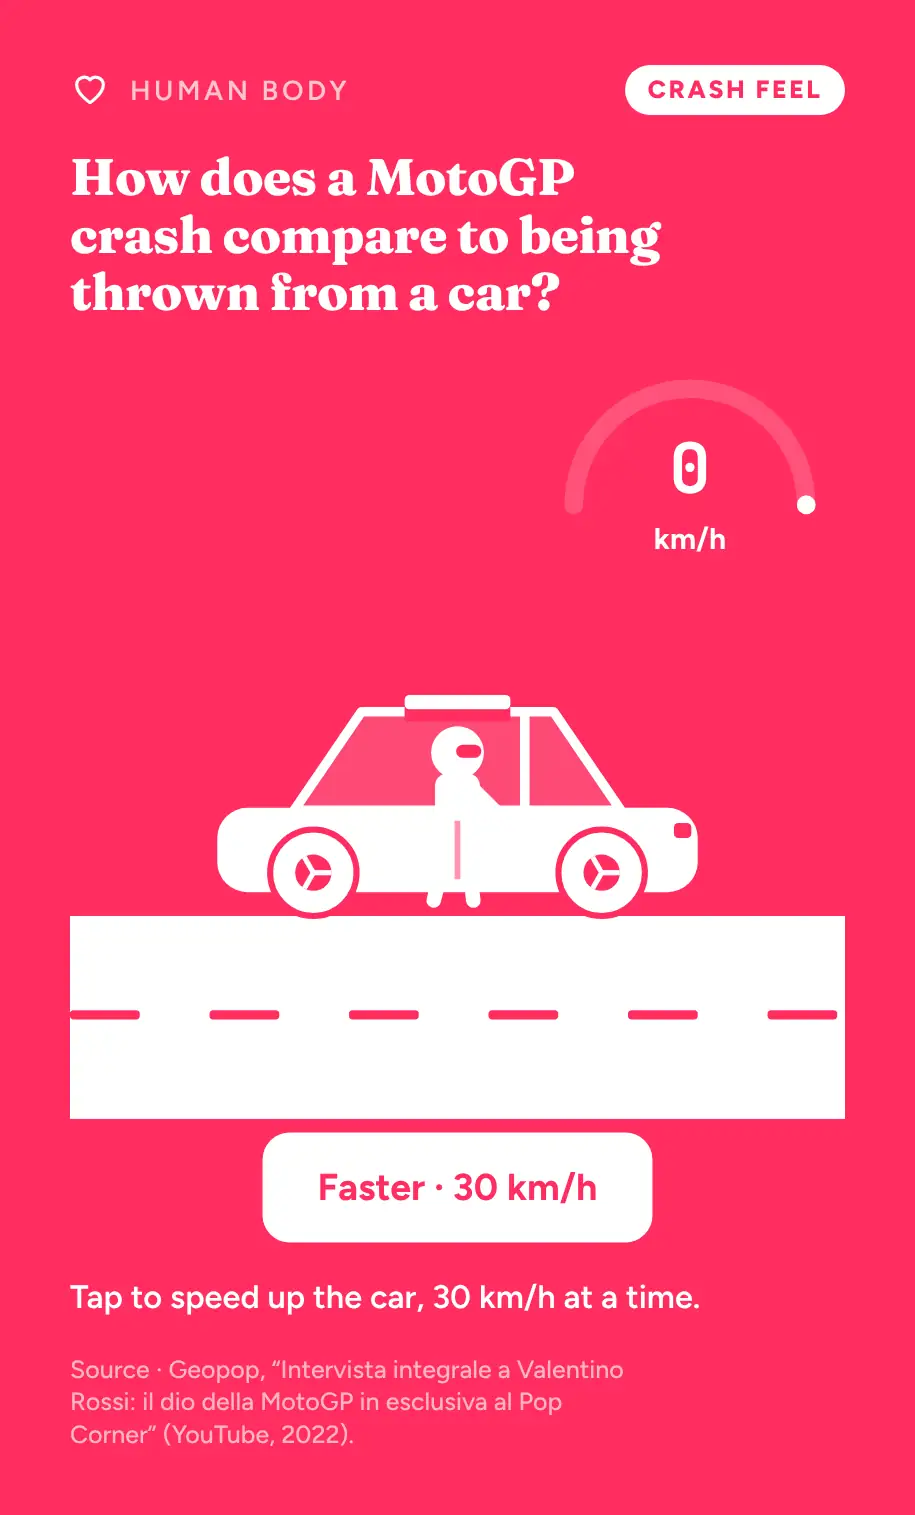 HUMAN BODY
CRASH FEEL
How does a MotoGP
crash compare to being
thrown from a car?
0
km/h
Faster · 30 km/h
Tap to speed up the car, 30 km/h at a time.
Source · Geopop, “Intervista integrale a Valentino
Rossi: il dio della MotoGP in esclusiva al Pop
Corner” (YouTube, 2022).